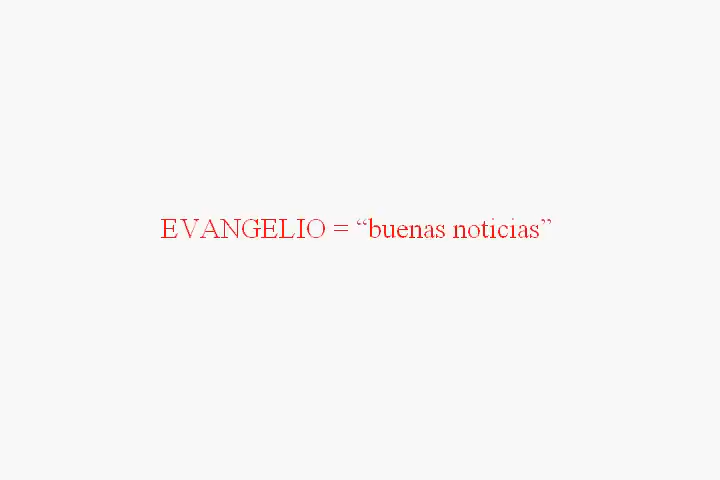 EVANGELIO = “buenas noticias”